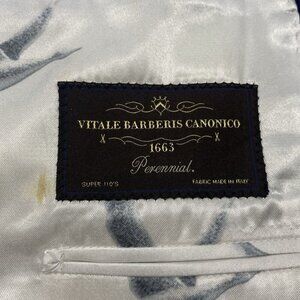 VITALE BARBERIS CANONICO
1663
Perennial.
SUPER 110'S FABRIC MADE IN ITALY